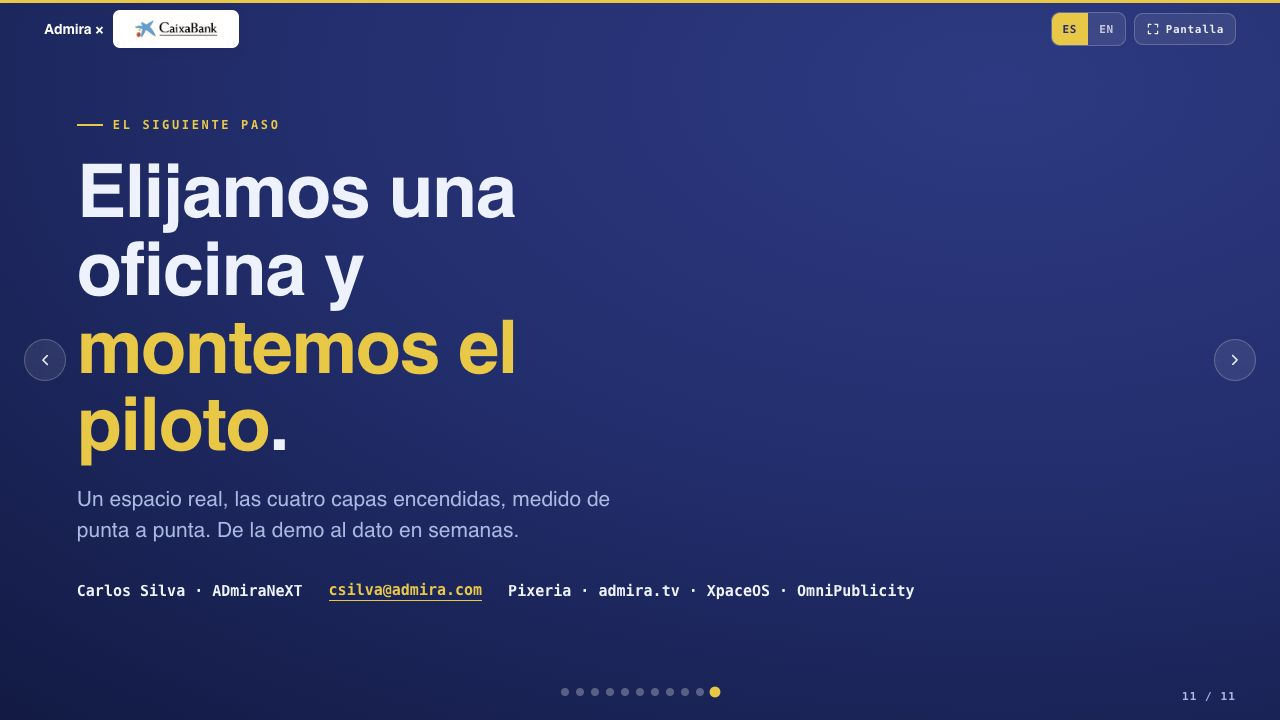 Admira × CaixaBank
ES EN Pantalla
EL SIGUIENTE PASO
Elijamos una
oficina y
montemos el
piloto.
Un espacio real, las cuatro capas encendidas, medido de
punta a punta. De la demo al dato en semanas.
Carlos Silva · ADmiraNeXT csilva@admira.com Pixeria · admira.tv · XpaceOS · OmniPublicity
11 / 11